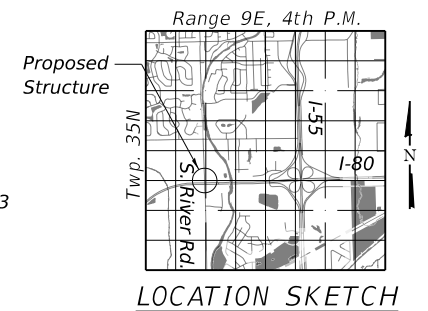 Range 9E, 4th P.M.
Proposed
Structure
Twp. 35N
I-55
I-80
S. River Rd.
N
3
LOCATION SKETCH